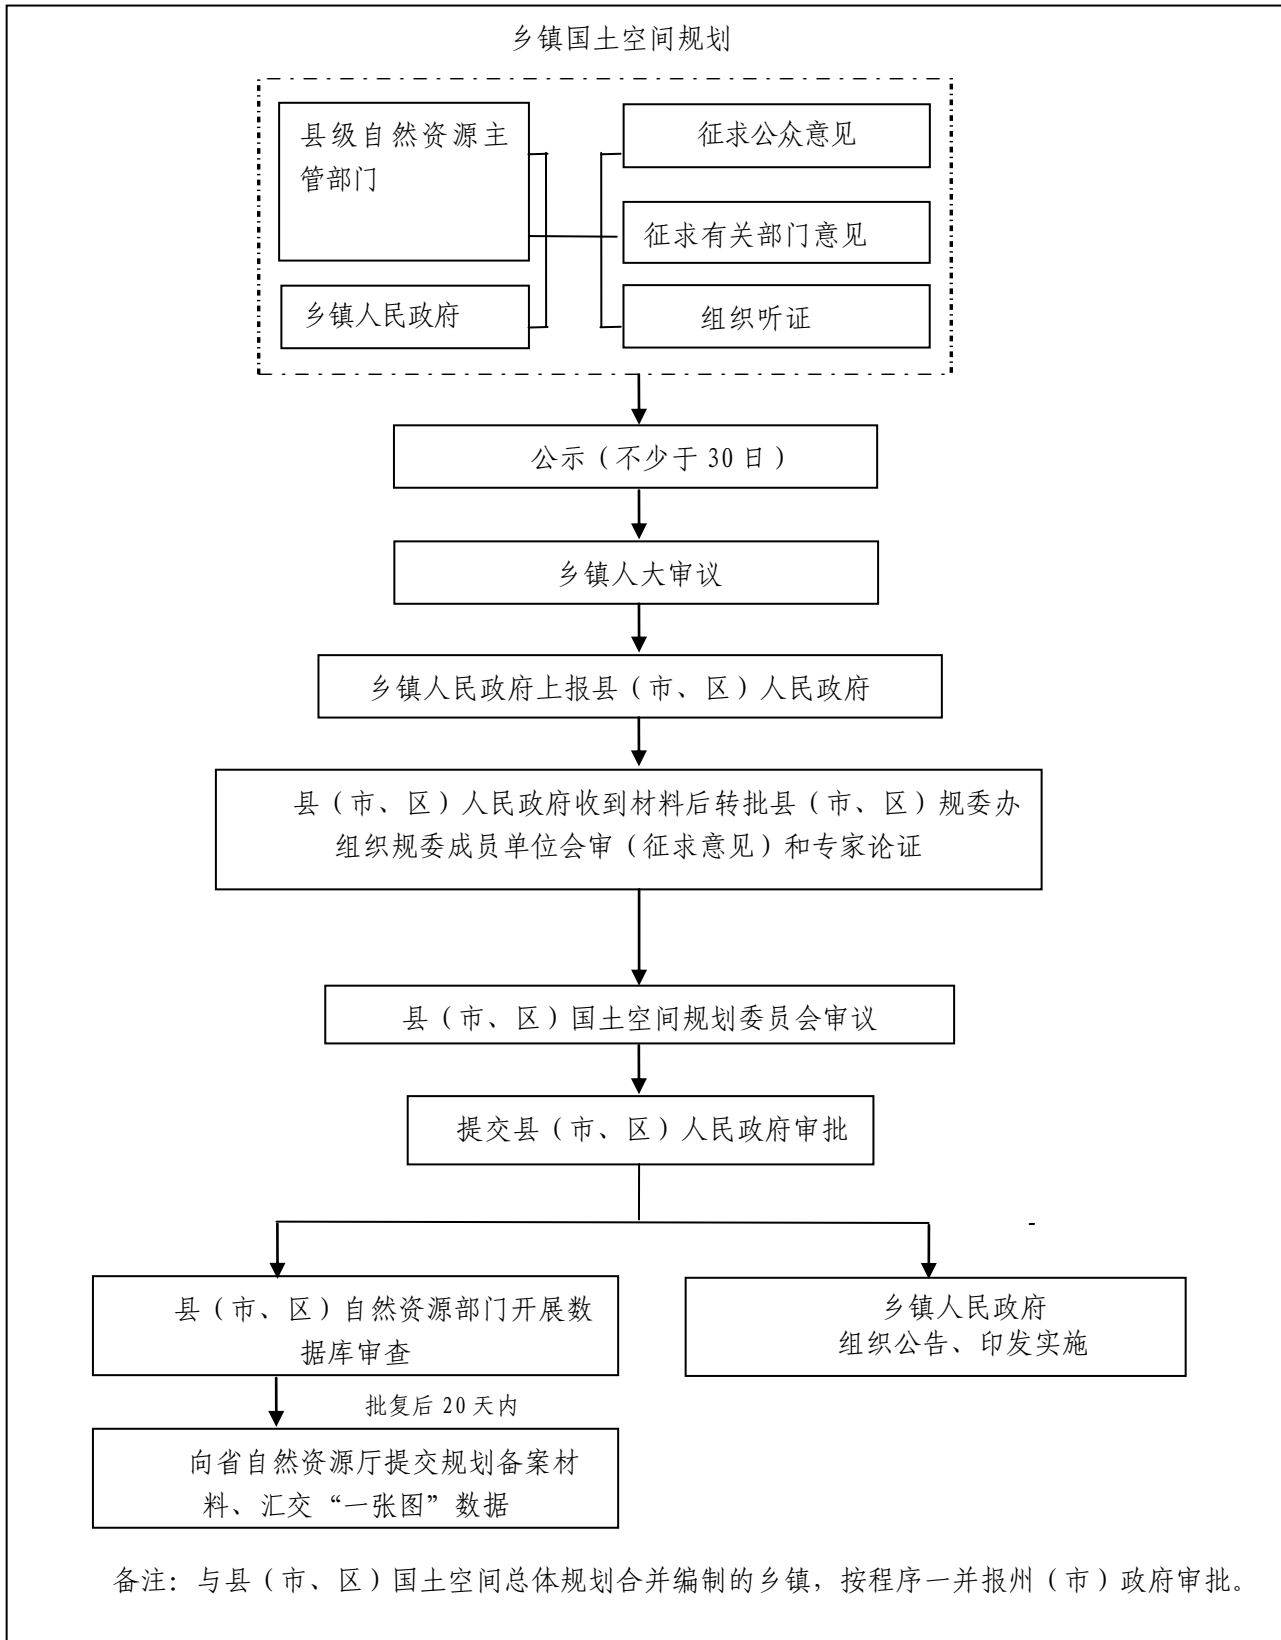 乡镇国土空间规划
县级自然资源主
管部门
征求公众意见
征求有关部门意见
乡镇人民政府
组织听证
公示（不少于 30 日）
乡镇人大审议
乡镇人民政府上报县（市、区）人民政府
县（市、区）人民政府收到材料后转批县（市、区）规委办
组织规委成员单位会审（征求意见）和专家论证
县（市、区）国土空间规划委员会审议
提交县（市、区）人民政府审批
县（市、区）自然资源部门开展数
据库审查
乡镇人民政府
组织公告、印发实施
批复后 20 天内
向省自然资源厅提交规划备案材
料、汇交“一张图”数据
备注：与县（市、区）国土空间总体规划合并编制的乡镇，按程序一并报州（市）政府审批。